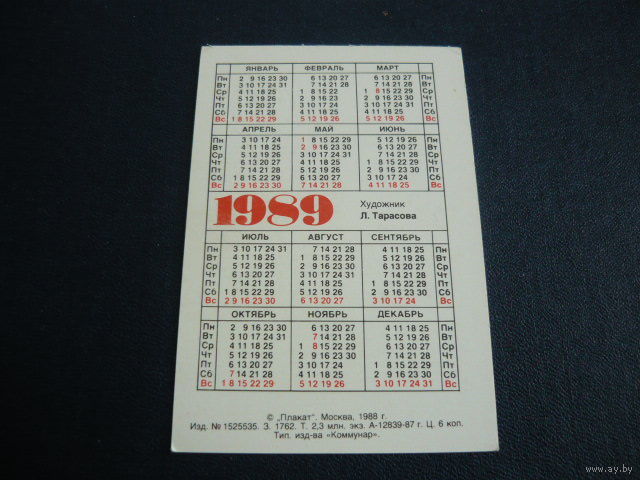 ЯНВАРЬ ФЕВРАЛЬ МАРТ
Пн 2 9 16 23 30 6 13 20 27 6 13 20 27 Пн
Вт 3 10 17 24 31 7 14 21 28 7 14 21 28 Вт
Ср 4 11 18 25 1 8 15 22 1 8 15 22 29 Ср
Чт 5 12 19 26 2 9 16 23 2 9 16 23 30 Чт
Пт 6 13 20 27 3 10 17 24 3 10 17 24 31 Пт
Сб 7 14 21 28 4 11 18 25 4 11 18 25 Сб
Вс 1 8 15 22 29 5 12 19 26 5 12 19 26 Вс
АПРЕЛЬ МАЙ ИЮНЬ
Пн 3 10 17 24 1 8 15 22 29 5 12 19 26 Пн
Вт 4 11 18 25 2 9 16 23 30 6 13 20 27 Вт
Ср 5 12 19 26 3 10 17 24 31 7 14 21 28 Ср
Чт 6 13 20 27 4 11 18 25 1 8 15 22 29 Чт
Пт 7 14 21 28 5 12 19 26 2 9 16 23 30 Пт
Сб 1 8 15 22 29 6 13 20 27 3 10 17 24 Сб
Вс 2 9 16 23 30 7 14 21 28 4 11 18 25 Вс
1989
Художник
Л. Тарасова
ИЮЛЬ АВГУСТ СЕНТЯБРЬ
Пн 3 10 17 24 31 7 14 21 28 4 11 18 25 Пн
Вт 4 11 18 25 1 8 15 22 29 5 12 19 26 Вт
Ср 5 12 19 26 2 9 16 23 30 6 13 20 27 Ср
Чт 6 13 20 27 3 10 17 24 31 7 14 21 28 Чт
Пт 7 14 21 28 4 11 18 25 1 8 15 22 29 Пт
Сб 1 8 15 22 29 5 12 19 26 2 9 16 23 30 Сб
Вс 2 9 16 23 30 6 13 20 27 3 10 17 24 Вс
ОКТЯБРЬ НОЯБРЬ ДЕКАБРЬ
Пн 2 9 16 23 30 6 13 20 27 4 11 18 25 Пн
Вт 3 10 17 24 31 7 14 21 28 5 12 19 26 Вт
Ср 4 11 18 25 1 8 15 22 29 6 13 20 27 Ср
Чт 5 12 19 26 2 9 16 23 30 7 14 21 28 Чт
Пт 6 13 20 27 3 10 17 24 1 8 15 22 29 Пт
Сб 7 14 21 28 4 11 18 25 2 9 16 23 30 Сб
Вс 1 8 15 22 29 5 12 19 26 3 10 17 24 31 Вс
© „Плакат“. Москва, 1988 г.
Изд. № 1525535. З. 1762. Т. 2,3 млн. экз. А-12839-87 г. Ц. 6 коп.
Тип. изд-ва «Коммунар».
www.ay.by